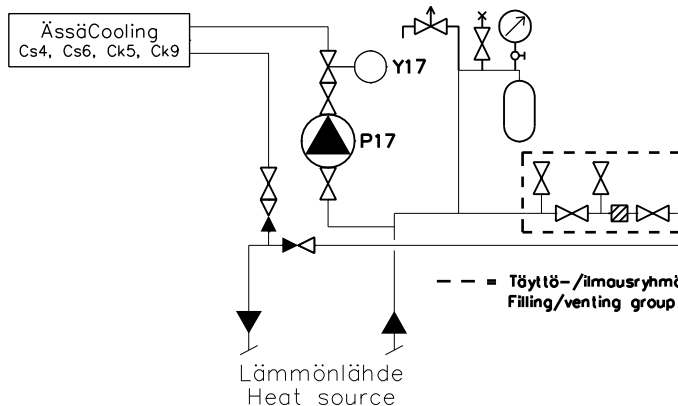 ÄssäCooling
Cs4, Cs6, Ck5, Ck9
Y17
P17
Täyttö-/ilmausryhmä
Filling/venting group
Lämmönlähde
Heat source